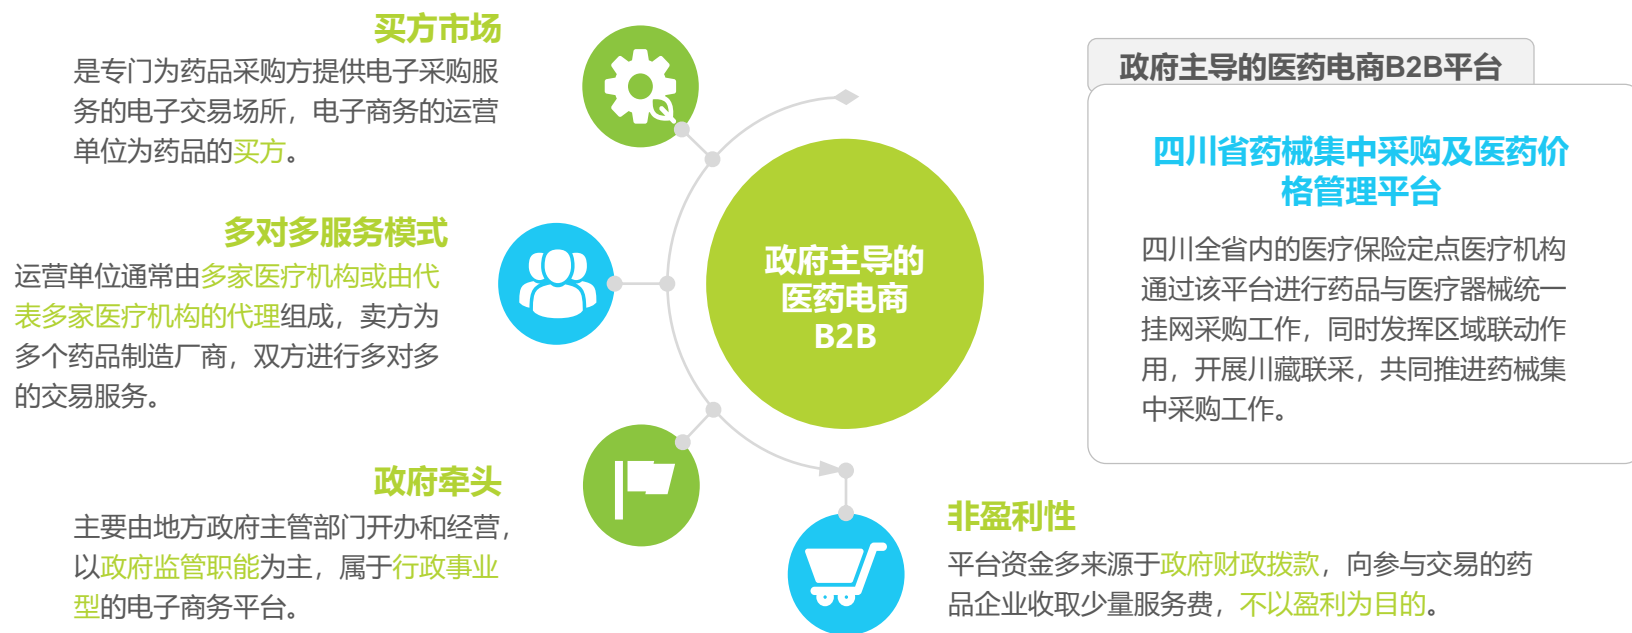 买方市场
是专门为药品采购方提供电子采购服
务的电子交易场所，电子商务的运营
单位为药品的买方。
多对多服务模式
运营单位通常由多家医疗机构或由代
表多家医疗机构的代理组成，卖方为
多个药品制造厂商，双方进行多对多
的交易服务。
政府牵头
主要由地方政府主管部门开办和经营，
以政府监管职能为主，属于行政事业
型的电子商务平台。
政府主导的
医药电商
B2B
非盈利性
平台资金多来源于政府财政拨款，向参与交易的药
品企业收取少量服务费，不以盈利为目的。
政府主导的医药电商B2B平台
四川省药械集中采购及医药价
格管理平台
四川全省内的医疗保险定点医疗机构
通过该平台进行药品与医疗器械统一
挂网采购工作，同时发挥区域联动作
用，开展川藏联采，共同推进药械集
中采购工作。